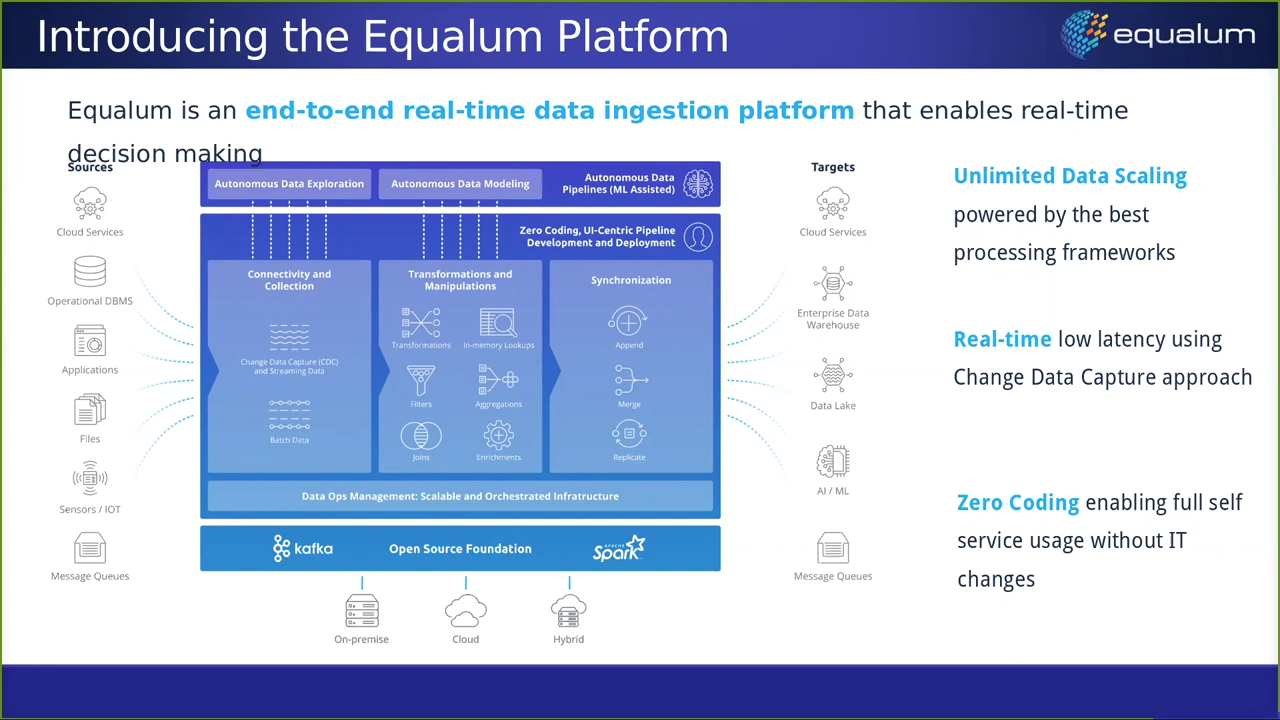 Introducing the Equalum Platform
equalum
Equalum is an end-to-end real-time data ingestion platform that enables real-time
decision making
Sources
Cloud Services
Operational DBMS
Applications
Files
Sensors / IOT
Message Queues
Autonomous Data Exploration
Autonomous Data Modeling
Autonomous Data
Pipelines (ML Assisted)
Zero Coding, UI-Centric Pipeline
Development and Deployment
Connectivity and
Collection
Change Data Capture (CDC)
and Streaming Data
Batch Data
Transformations and
Manipulations
Transformations
In-memory Lookups
Filters
Aggregations
Joins
Enrichments
Synchronization
Append
Merge
Replicate
Data Ops Management: Scalable and Orchestrated Infratructure
kafka
Open Source Foundation
APACHE
Spark
On-premise
Cloud
Hybrid
Targets
Cloud Services
Enterprise Data
Warehouse
Data Lake
AI / ML
Message Queues
Unlimited Data Scaling
powered by the best
processing frameworks
Real-time low latency using
Change Data Capture approach
Zero Coding enabling full self
service usage without IT
changes